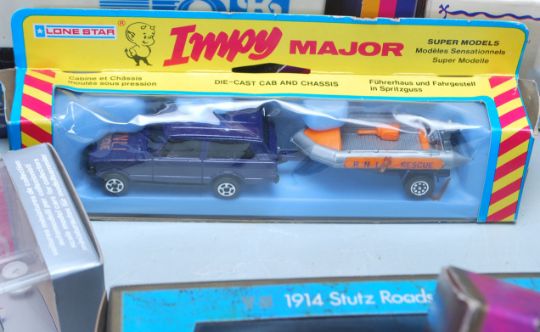 LONE STAR
Impy MAJOR
SUPER MODELS
Modèles Sensationnels
Super Modelle
Cabine et Châssis
moulés sous pression
DIE-CAST CAB AND CHASSIS
Führerhaus und Fahrgestell
in Spritzguss
R N L I RESCUE
1914 Stutz Roads